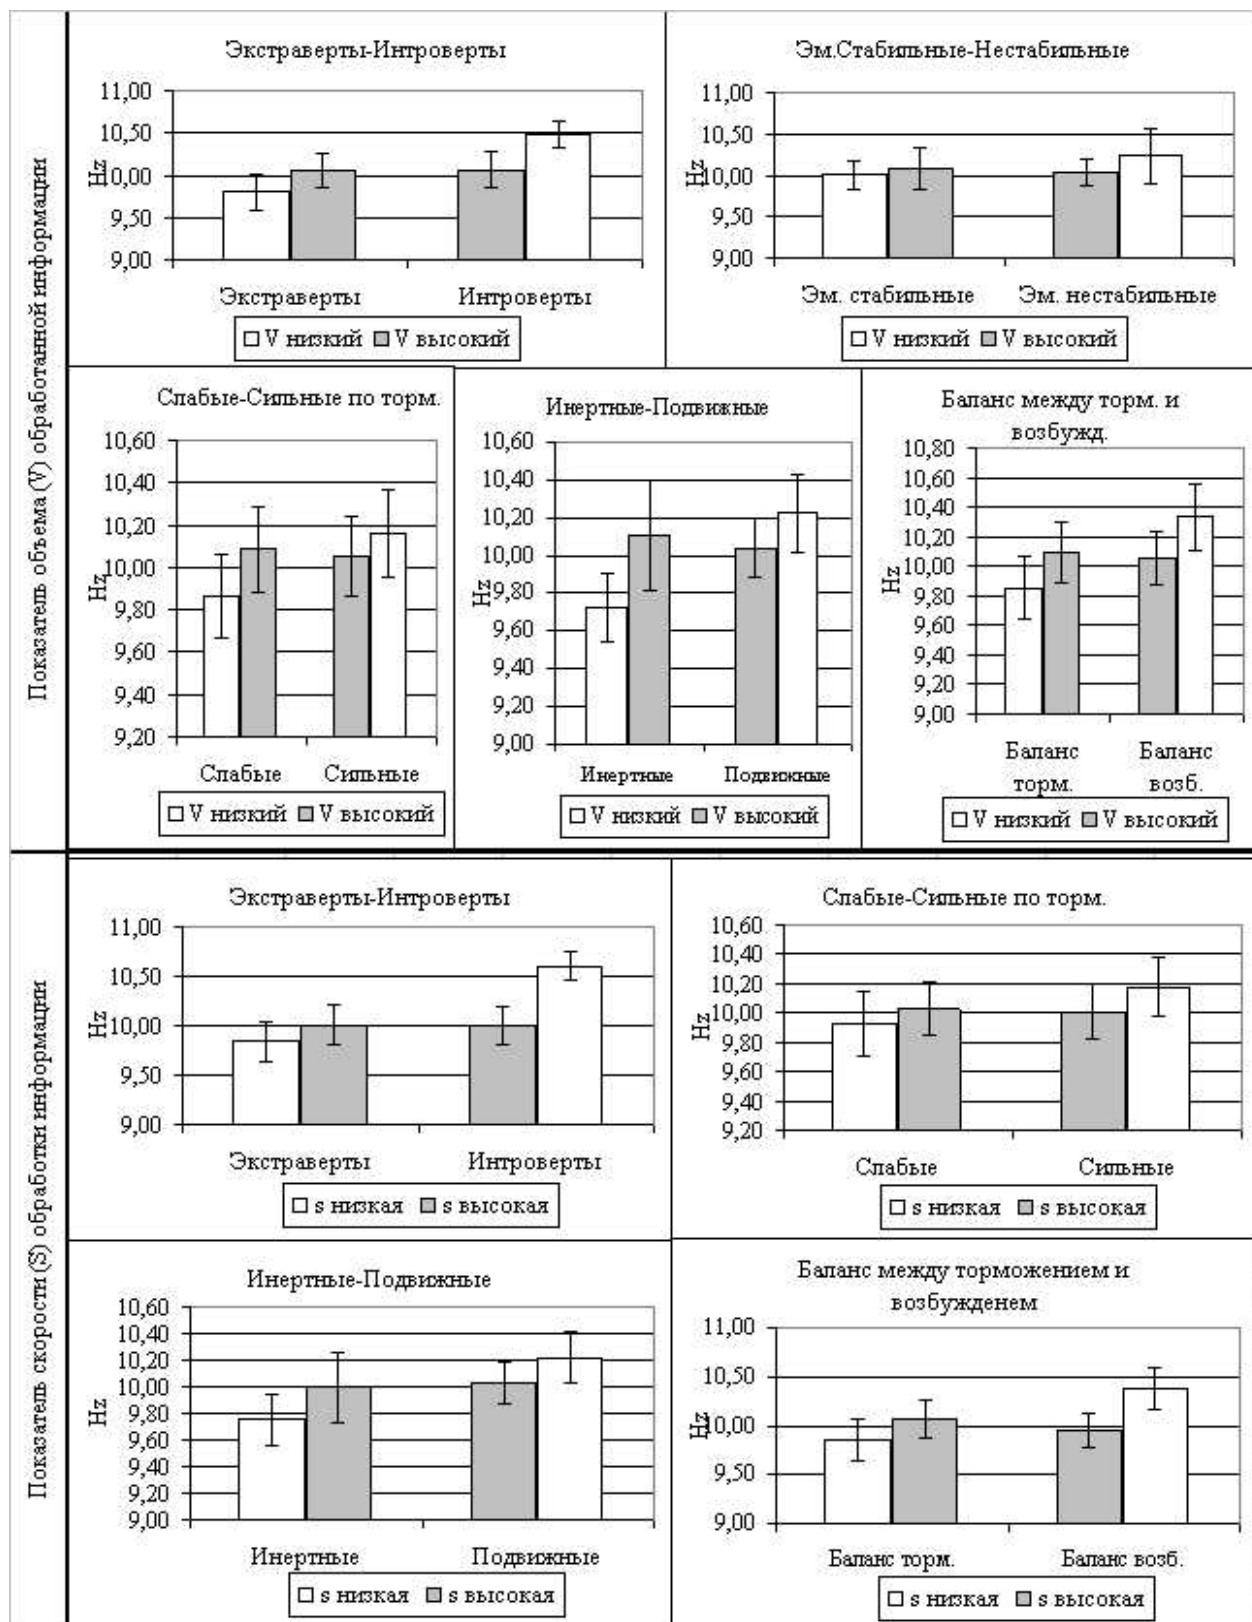 Показатель объема (V) обработанной информации
Экстраверты-Интроверты
11,00
10,50
10,00
9,50
9,00
Hz
Экстраверты Интроверты
V низкий V высокий
Эм.Стабильные-Нестабильные
11,00
10,50
10,00
9,50
9,00
Hz
Эм. стабильные Эм. нестабильные
V низкий V высокий
Слабые-Сильные по торм.
10,60
10,40
10,20
10,00
9,80
9,60
9,40
9,20
Hz
Слабые Сильные
V низкий V высокий
Инертные-Подвижные
10,60
10,40
10,20
10,00
9,80
9,60
9,40
9,20
9,00
Hz
Инертные Подвижные
V низкий V высокий
Баланс между торм. и
возбужд.
10,80
10,60
10,40
10,20
10,00
9,80
9,60
9,40
9,20
9,00
Hz
Баланс Баланс
торм. возб.
V низкий V высокий
Показатель скорости (S) обработки информации
Экстраверты-Интроверты
11,00
10,50
10,00
9,50
9,00
Hz
Экстраверты Интроверты
s низкая s высокая
Слабые-Сильные по торм.
10,60
10,40
10,20
10,00
9,80
9,60
9,40
9,20
Hz
Слабые Сильные
s низкая s высокая
Инертные-Подвижные
10,60
10,40
10,20
10,00
9,80
9,60
9,40
9,20
9,00
Hz
Инертные Подвижные
s низкая s высокая
Баланс между торможением и
возбужденем
11,00
10,50
10,00
9,50
9,00
Hz
Баланс торм. Баланс возб.
s низкая s высокая